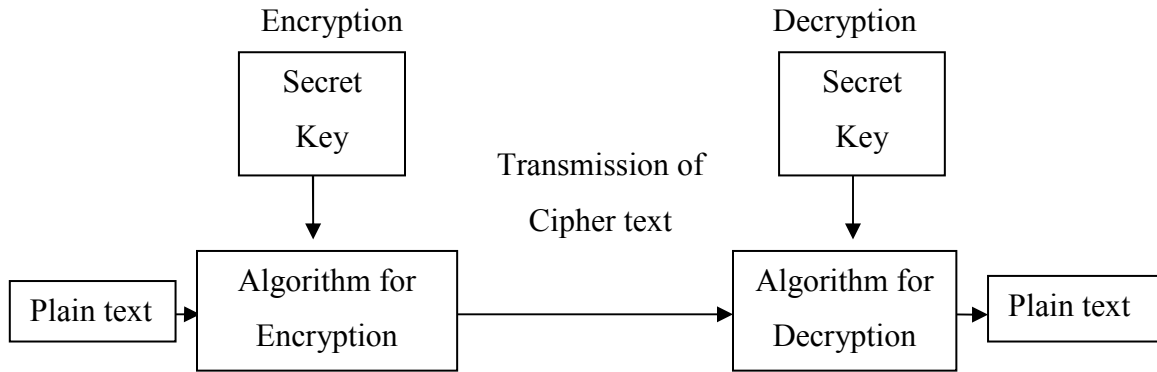 Encryption
Decryption
Secret
Key
Secret
Key
Transmission of
Cipher text
Plain text
Algorithm for
Encryption
Algorithm for
Decryption
Plain text